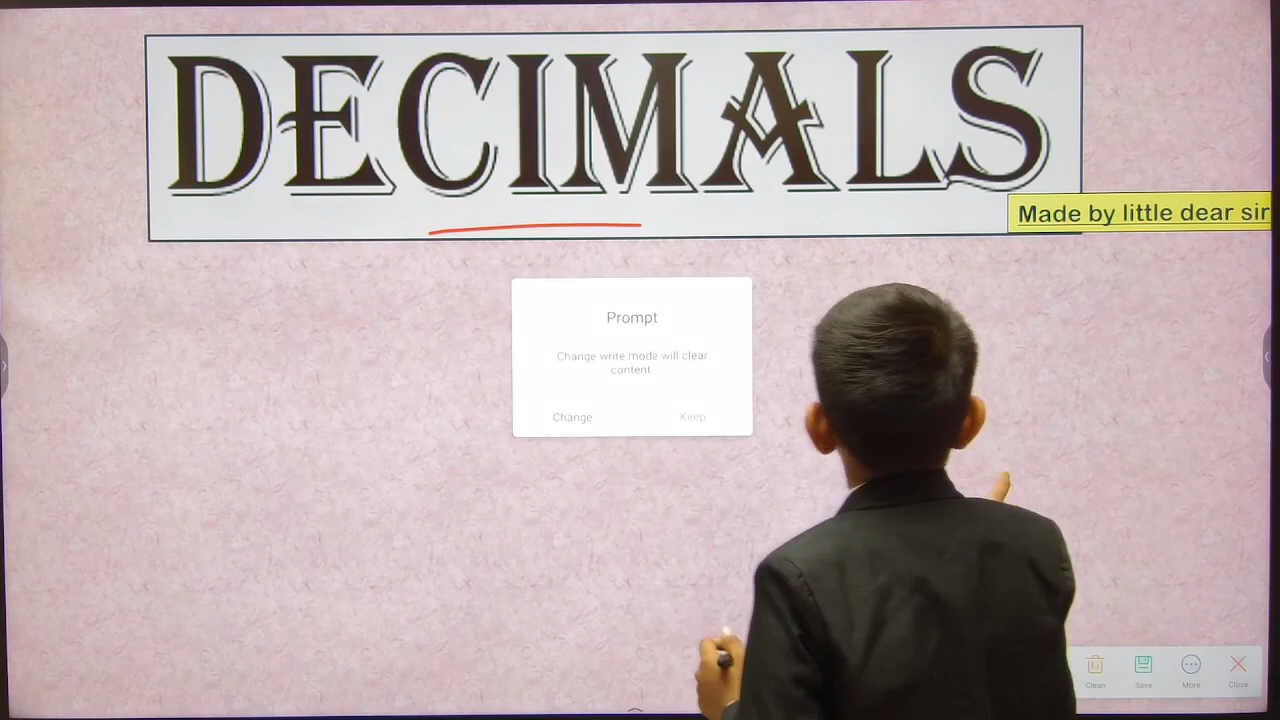 DECIMALS
Made by little dear sir
Prompt
Change write mode will clear
content.
Change Keep
Clean Save More Close